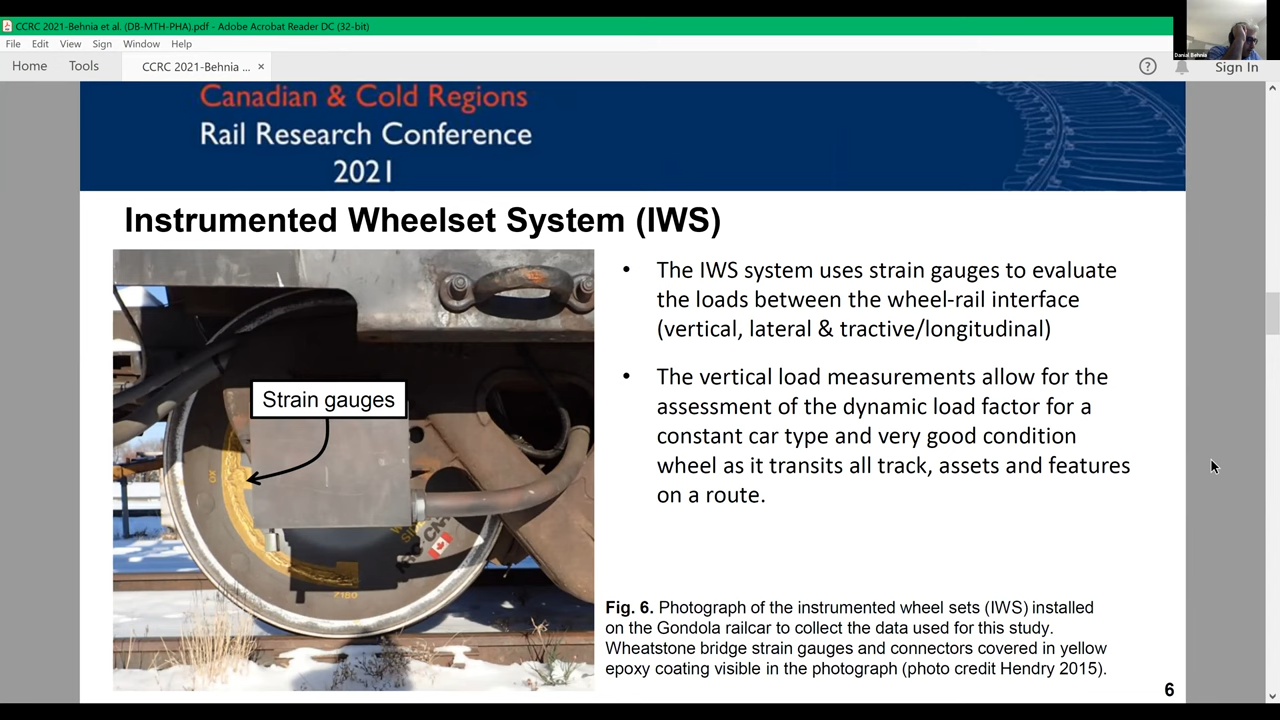 CCRC 2021-Behnia et al. (DB-MTH-PHA).pdf - Adobe Acrobat Reader DC (32-bit)
File Edit View Sign Window Help
Home Tools CCRC 2021-Behnia ... × Sign In
Danial Behnia
Canadian & Cold Regions
Rail Research Conference
2021
Instrumented Wheelset System (IWS)
Strain gauges
• The IWS system uses strain gauges to evaluate
the loads between the wheel-rail interface
(vertical, lateral & tractive/longitudinal)
• The vertical load measurements allow for the
assessment of the dynamic load factor for a
constant car type and very good condition
wheel as it transits all track, assets and features
on a route.
Fig. 6. Photograph of the instrumented wheel sets (IWS) installed
on the Gondola railcar to collect the data used for this study.
Wheatstone bridge strain gauges and connectors covered in yellow
epoxy coating visible in the photograph (photo credit Hendry 2015).
6